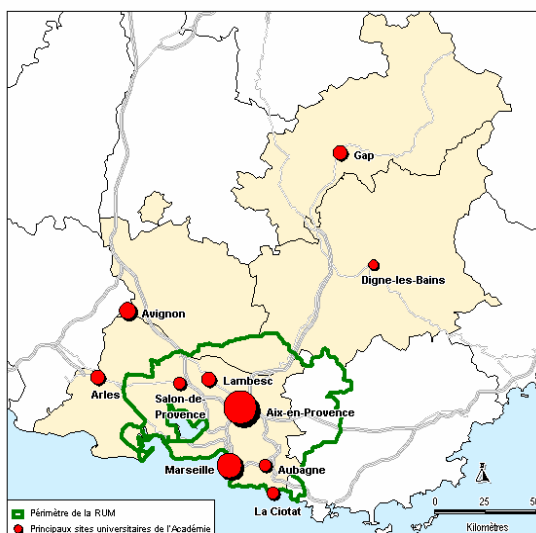 Gap
Digne-les-Bains
Avignon
Lambesc
Arles
Salon-de-
Provence
Aix-en-Provence
Marseille
Aubagne
La Ciotat
Périmètre de la RUM
Principaux sites universitaires de l'Académie
0 25 50
Kilomètres